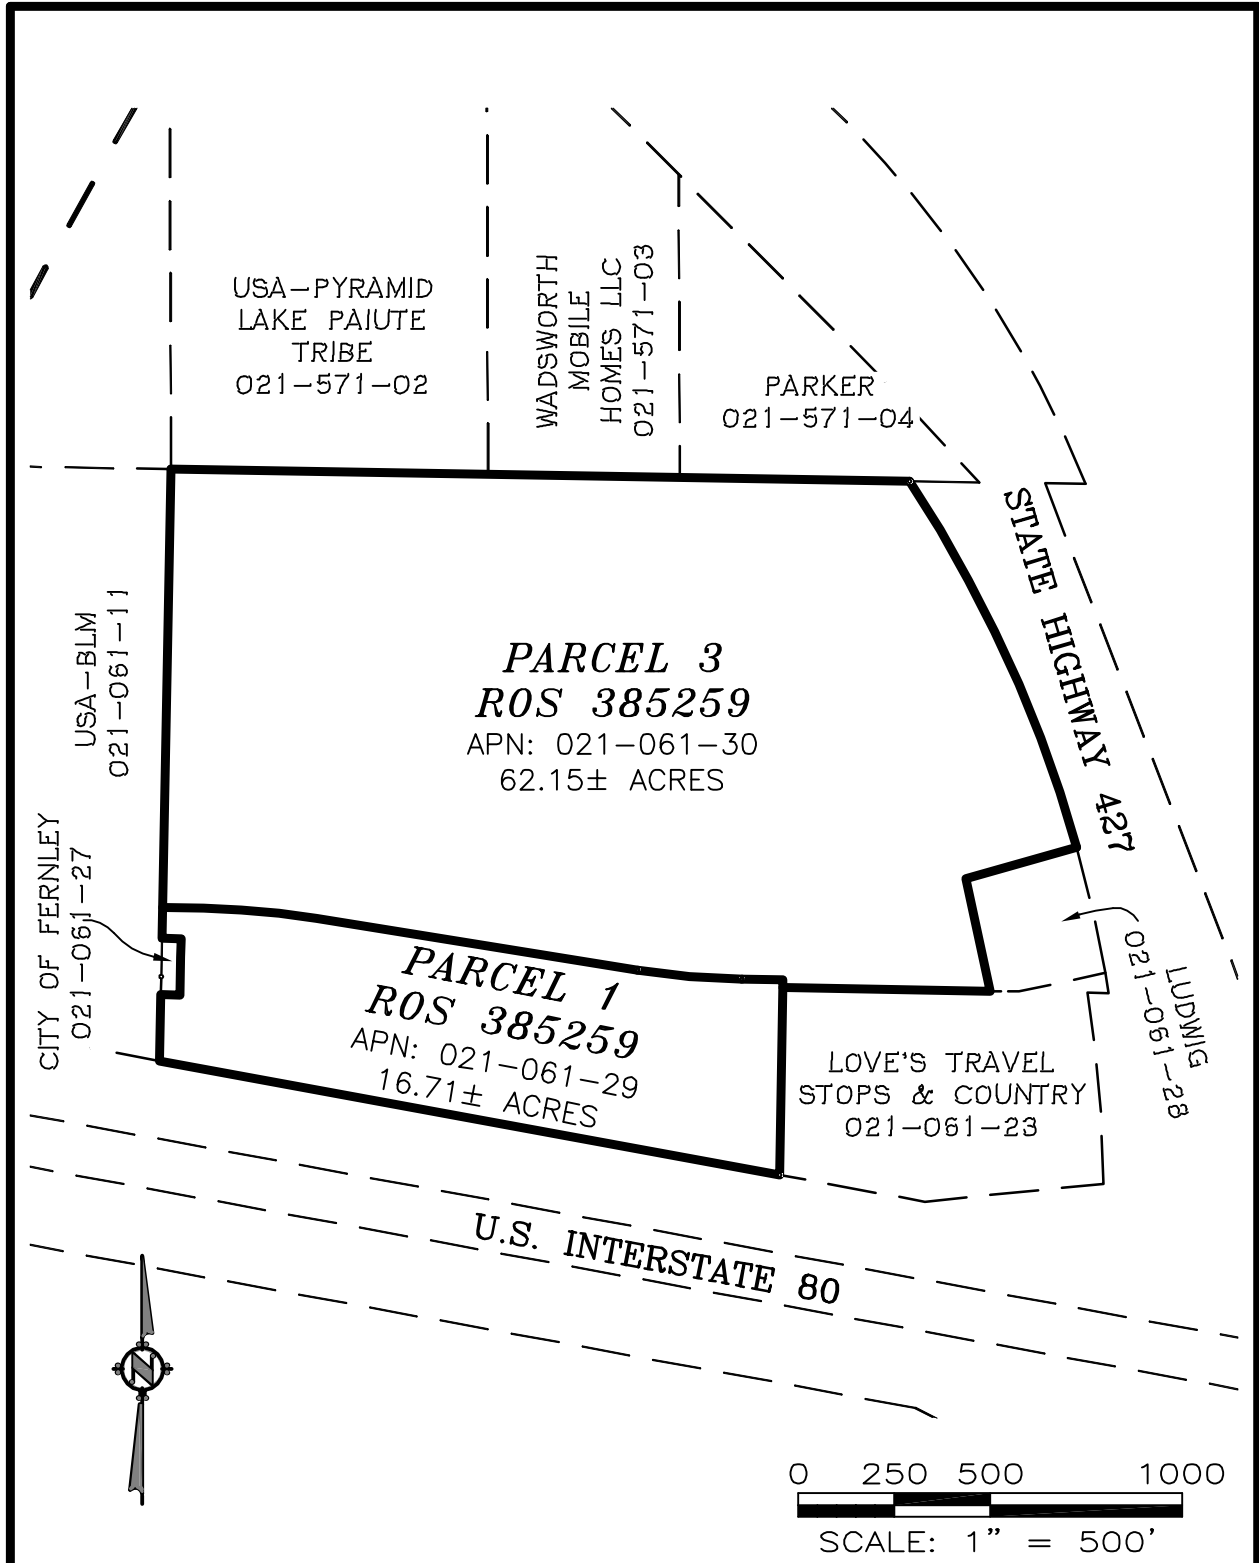 USA-PYRAMID
LAKE PAIUTE
TRIBE
021-571-02
WADSWORTH
MOBILE
HOMES LLC
021-571-03
PARKER
021-571-04
STATE HIGHWAY 427
USA-BLM
021-061-11
PARCEL 3
ROS 385259
APN: 021-061-30
62.15± ACRES
CITY OF FERNLEY
021-061-27
PARCEL 1
ROS 385259
APN: 021-061-29
16.71± ACRES
LUDWIG
021-061-28
LOVE'S TRAVEL
STOPS & COUNTRY
021-061-23
U.S. INTERSTATE 80
N
0 250 500 1000
SCALE: 1" = 500'